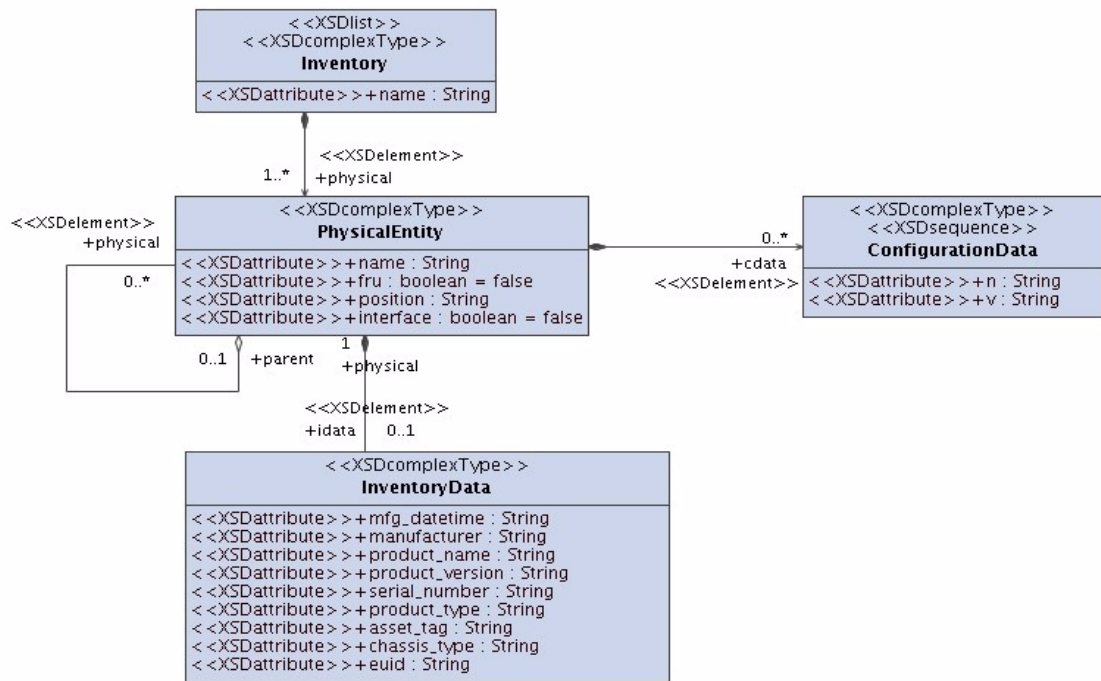 <<XSDlist>>
<<XSDcomplexType>>
Inventory
<<XSDattribute>>+name : String
<<XSDelement>>
1..*
+physical
<<XSDelement>>
+physical
0..*
<<XSDcomplexType>>
PhysicalEntity
<<XSDattribute>>+name : String
<<XSDattribute>>+fru : boolean = false
<<XSDattribute>>+position : String
<<XSDattribute>>+interface : boolean = false
0..*
+cdata
<<XSDelement>>
<<XSDcomplexType>>
<<XSDsequence>>
ConfigurationData
<<XSDattribute>>+n : String
<<XSDattribute>>+v : String
0..1
+parent
1
+physical
<<XSDelement>>
+idata
0..1
<<XSDcomplexType>>
InventoryData
<<XSDattribute>>+mfg_datetime : String
<<XSDattribute>>+manufacturer : String
<<XSDattribute>>+product_name : String
<<XSDattribute>>+product_version : String
<<XSDattribute>>+serial_number : String
<<XSDattribute>>+product_type : String
<<XSDattribute>>+asset_tag : String
<<XSDattribute>>+chassis_type : String
<<XSDattribute>>+euid : String